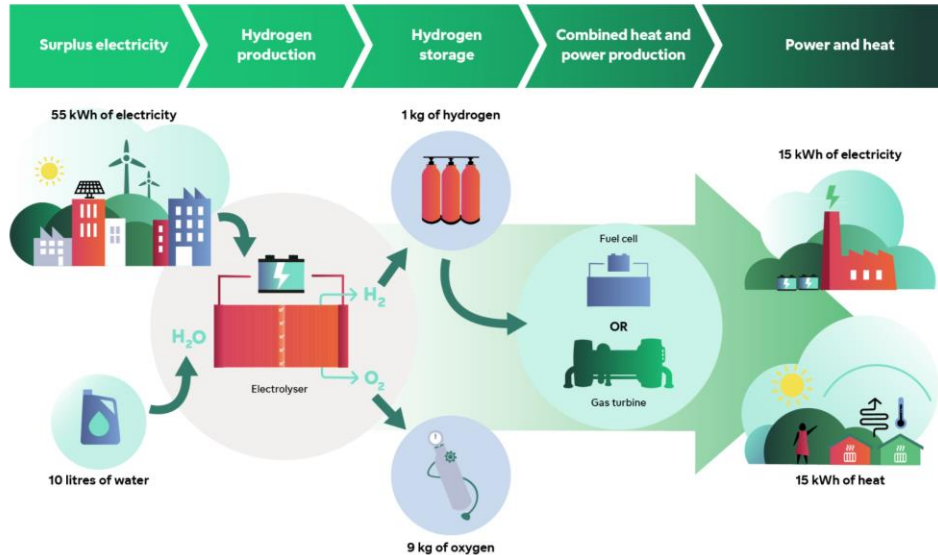 Surplus electricity
Hydrogen
production
Hydrogen
storage
Combined heat and
power production
Power and heat
55 kWh of electricity
1 kg of hydrogen
15 kWh of electricity
Fuel cell
H₂
H₂O
OR
O₂
Electrolyser
Gas turbine
10 litres of water
15 kWh of heat
9 kg of oxygen